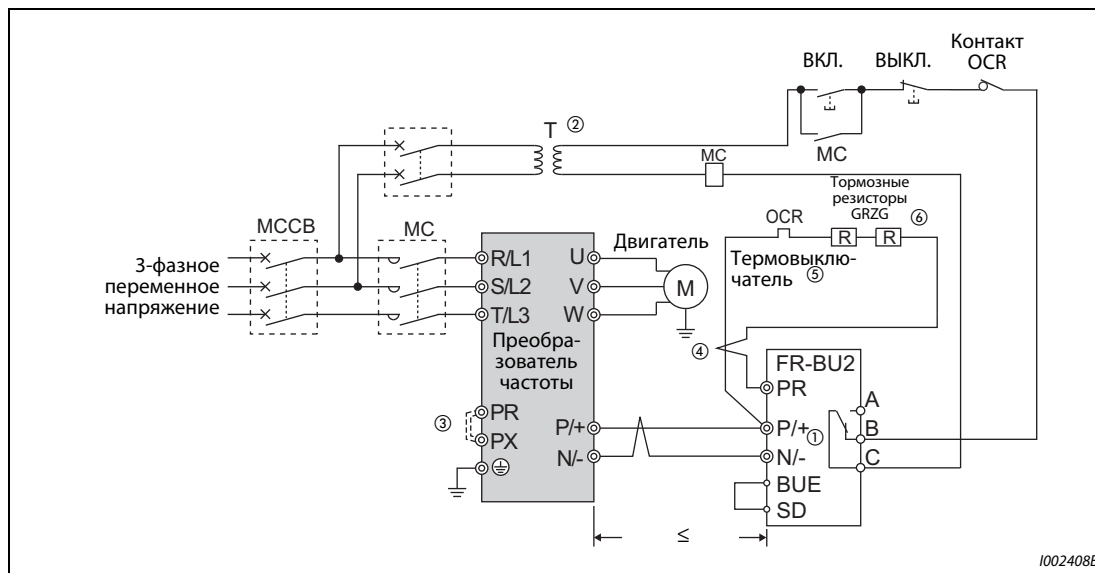 Контакт
OCR
ВКЛ.
ВЫКЛ.
T ②
MC
MC
Тормозные
резисторы
GRZG
⑥
OCR
R
R
Термовыклю-
чатель ⑤
MCCB
MC
3-фазное
переменное
напряжение
R/L1
S/L2
T/L3
U
V
W
Двигатель
M
Преобра-
зователь
частоты
③
PR
PX
P/+
N/-
④
FR-BU2
PR
P/+ ①
N/-
BUE
SD
A
B
C
≤
I002408E